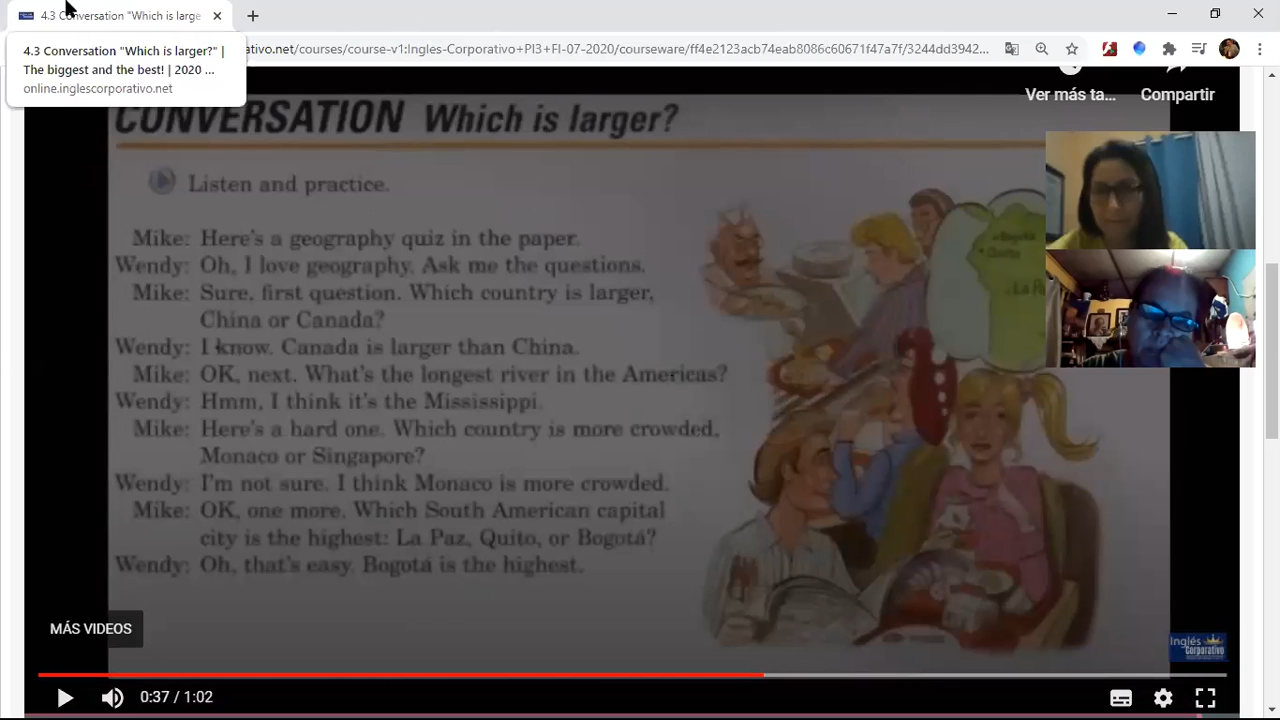 4.3 Conversation "Which is large
4.3 Conversation "Which is larger?" |
The biggest and the best! | 2020 ...
online.inglescorporativo.net
ativo.net/courses/course-v1:Ingles-Corporativo+PI3+FI-07-2020/courseware/ff4e2123acb74eab8086c60671f47a7f/3244dd3942...
Ver más ta...
Compartir
CONVERSATION Which is larger?
Listen and practice.
Mike: Here's a geography quiz in the paper.
Wendy: Oh, I love geography. Ask me the questions.
Mike: Sure, first question. Which country is larger,
China or Canada?
Wendy: I know. Canada is larger than China.
Mike: OK, next. What's the longest river in the Americas?
Wendy: Hmm, I think it's the Mississippi.
Mike: Here's a hard one. Which country is more crowded,
Monaco or Singapore?
Wendy: I'm not sure. I think Monaco is more crowded.
Mike: OK, one more. Which South American capital
city is the highest: La Paz, Quito, or Bogotá?
Wendy: Oh, that's easy. Bogotá is the highest.
MÁS VIDEOS
Inglés
Corporativo
0:37 / 1:02